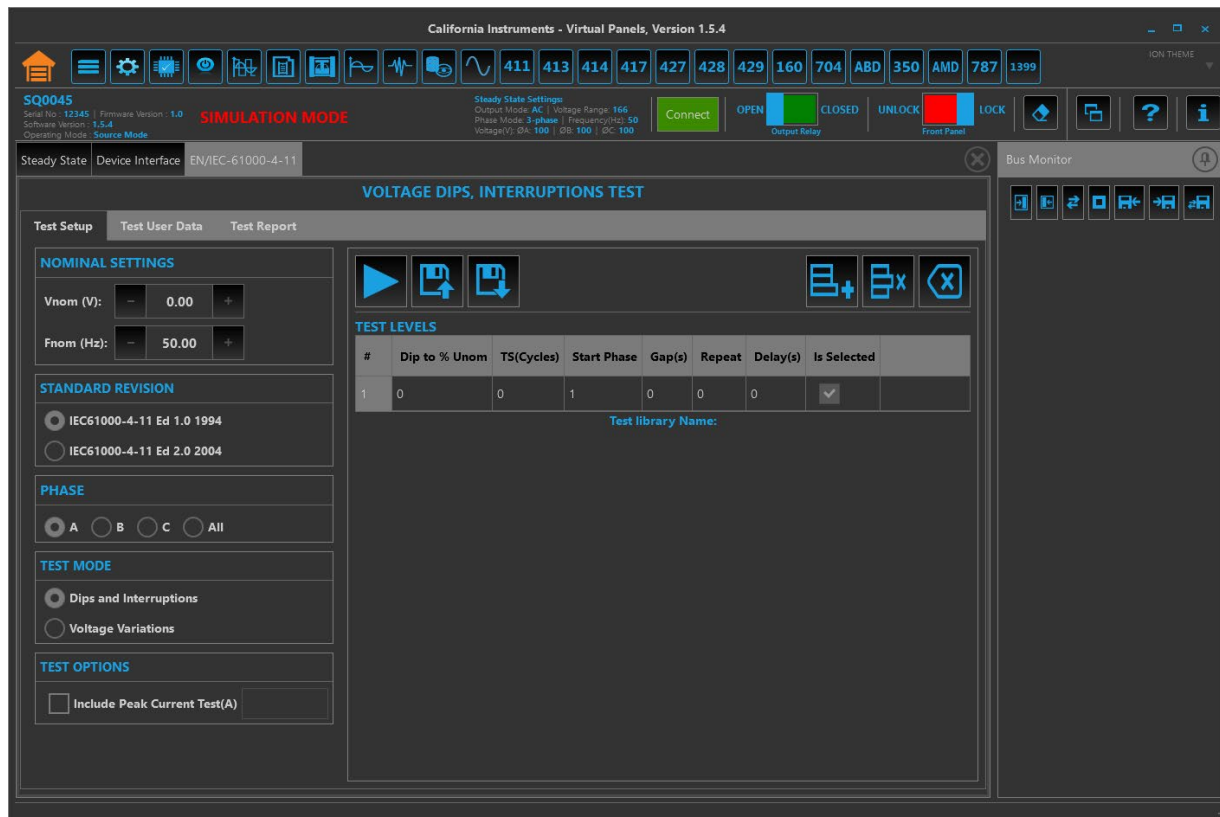 California Instruments - Virtual Panels, Version 1.5.4
411 413 414 417 427 428 429 160 704 ABD 350 AMD 787 1399
ION THEME
SQ0045
Serial No : 12345 | Firmware Version : 1.0
Software Version : 1.5.4
Operating Mode : Source Mode
SIMULATION MODE
Steady State Settings:
Output Mode: AC | Voltage Range: 166
Phase Mode: 3-phase | Frequency(Hz): 50
Voltage(V): ØA: 100 | ØB: 100 | ØC: 100
Connect
OPEN CLOSED
Output Relay
UNLOCK LOCK
Front Panel
Steady State Device Interface EN/IEC-61000-4-11
Bus Monitor
VOLTAGE DIPS, INTERRUPTIONS TEST
Test Setup Test User Data Test Report
NOMINAL SETTINGS
Vnom (V): - 0.00 +
Fnom (Hz): - 50.00 +
STANDARD REVISION
IEC61000-4-11 Ed 1.0 1994
IEC61000-4-11 Ed 2.0 2004
PHASE
A B C All
TEST MODE
Dips and Interruptions
Voltage Variations
TEST OPTIONS
Include Peak Current Test(A)
TEST LEVELS
# Dip to % Unom TS(Cycles) Start Phase Gap(s) Repeat Delay(s) Is Selected
1 0 0 1 0 0 0
Test library Name: